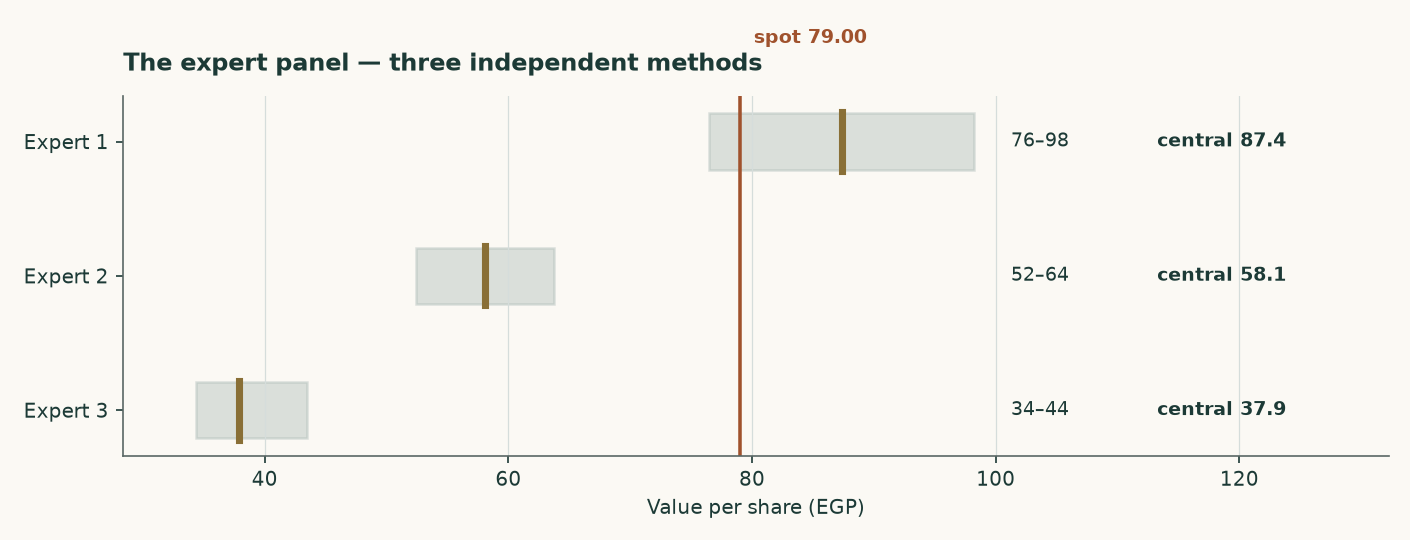 spot 79.00
The expert panel — three independent methods
Expert 1
76–98
central 87.4
Expert 2
52–64
central 58.1
Expert 3
34–44
central 37.9
40
60
80
100
120
Value per share (EGP)